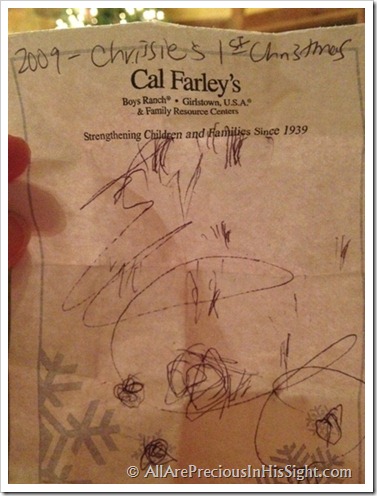 2009 - Chrissie's 1st Christmas
Cal Farley's
Boys Ranch® • Girlstown, U.S.A.®
& Family Resource Centers
Strengthening Children and Families Since 1939
© AllArePreciousInHisSight.com